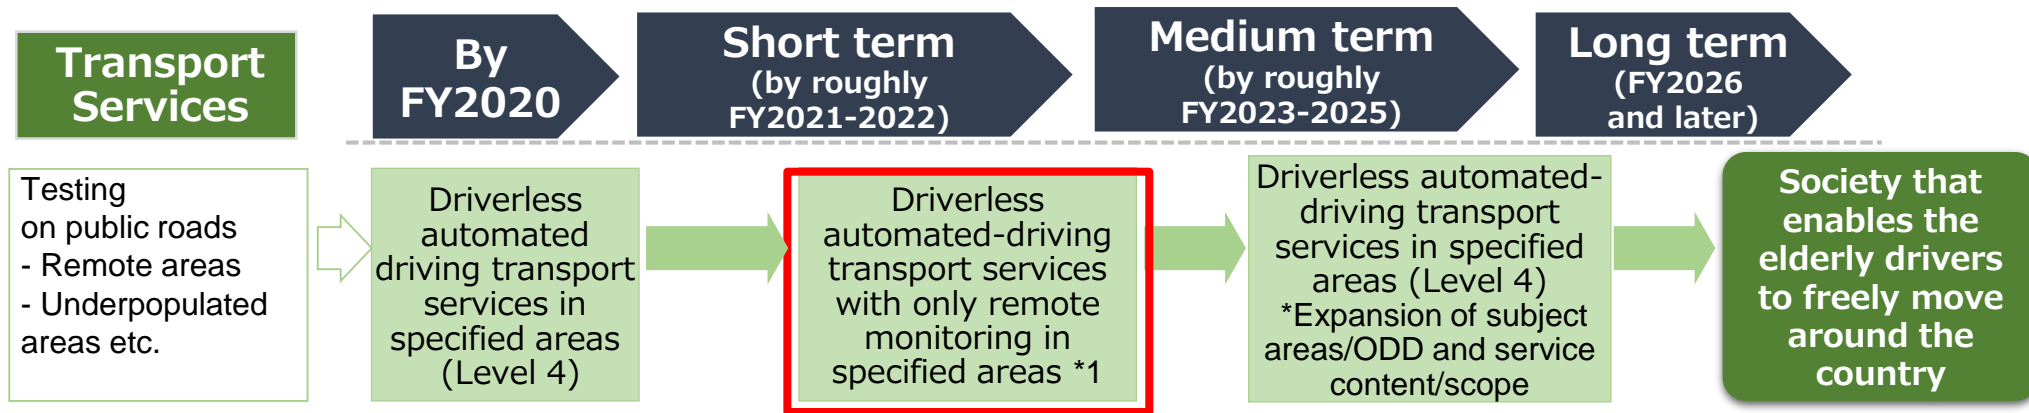 Transport
Services
By
FY2020
Short term
(by roughly
FY2021-2022)
Medium term
(by roughly
FY2023-2025)
Long term
(FY2026
and later)
Testing
on public roads
- Remote areas
- Underpopulated
areas etc.
Driverless
automated
driving transport
services in
specified areas
(Level 4)
Driverless
automated-driving
transport services
with only remote
monitoring in
specified areas *1
Driverless automated-
driving transport
services in specified
areas (Level 4)
*Expansion of subject
areas/ODD and service
content/scope
Society that
enables the
elderly drivers
to freely move
around the
country